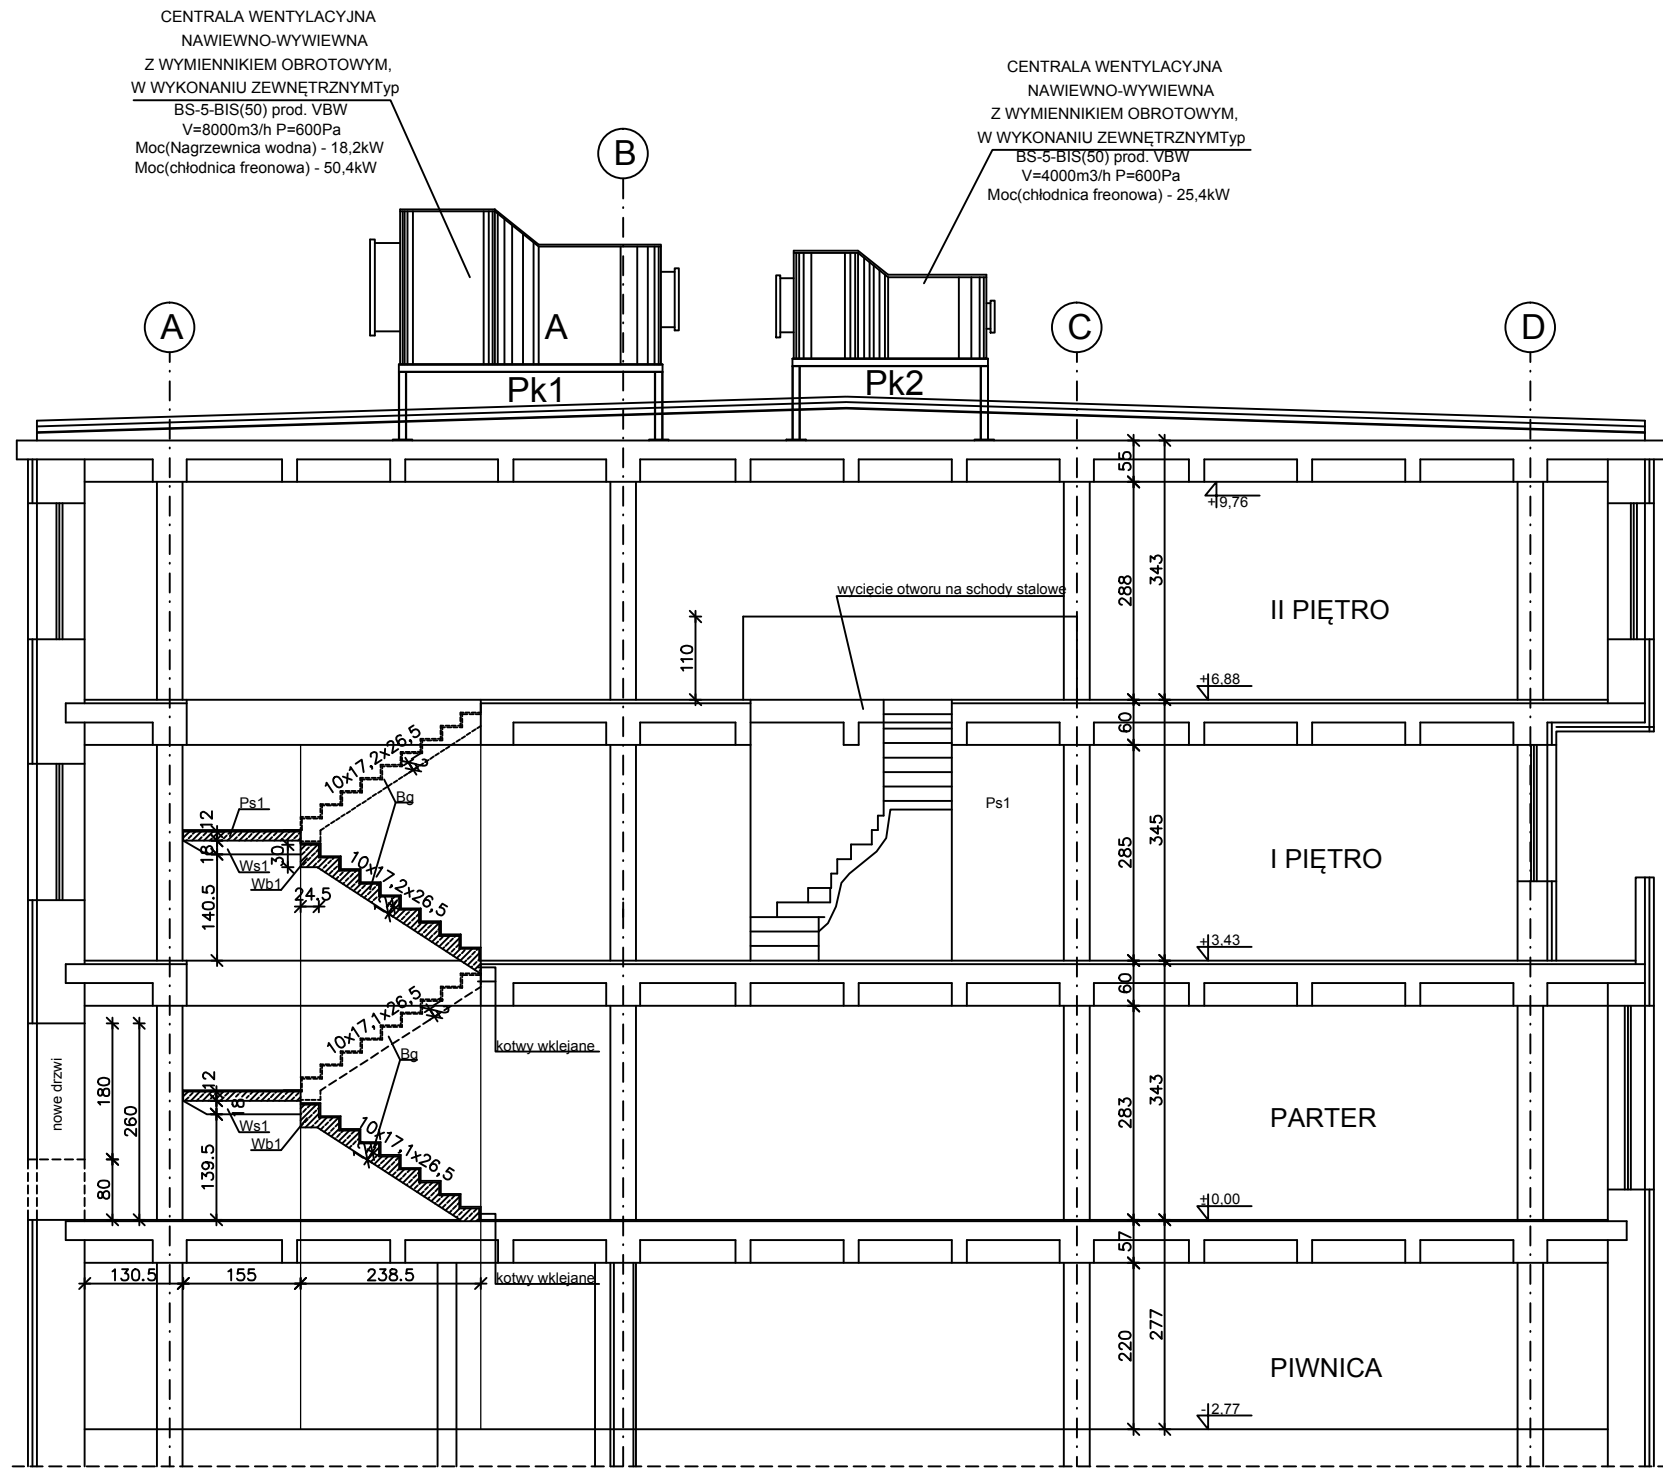 CENTRALA WENTYLACYJNA
NAWIEWNO-WYWIEWNA
Z WYMIENNIKIEM OBROTOWYM,
W WYKONANIU ZEWNĘTRZNYMTyp
BS-5-BIS(50) prod. VBW
V=8000m3/h P=600Pa
Moc(Nagrzewnica wodna) - 18,2kW
Moc(chłodnica freonowa) - 50,4kW
CENTRALA WENTYLACYJNA
NAWIEWNO-WYWIEWNA
Z WYMIENNIKIEM OBROTOWYM,
W WYKONANIU ZEWNĘTRZNYMTyp
BS-5-BIS(50) prod. VBW
V=4000m3/h P=600Pa
Moc(chłodnica freonowa) - 25,4kW
B
A
A
C
D
Pk1
Pk2
55
+9,76
288
343
wycięcie otworu na schody stalowe
II PIĘTRO
110
+6,88
60
10x17,2x26,5
Bg
Ps1
12
18
30
Ws1
Wb1
24,5
10x17,2x26,5
140.5
Ps1
285
345
I PIĘTRO
+3,43
60
10x17,1x26,5
Bg
kotwy wklejane
nowe drzwi
180
260
80
12
18
Ws1
Wb1
139.5
10x17,1x26,5
283
343
PARTER
+0,00
57
130.5
155
238.5
kotwy wklejane
220
277
PIWNICA
-2,77